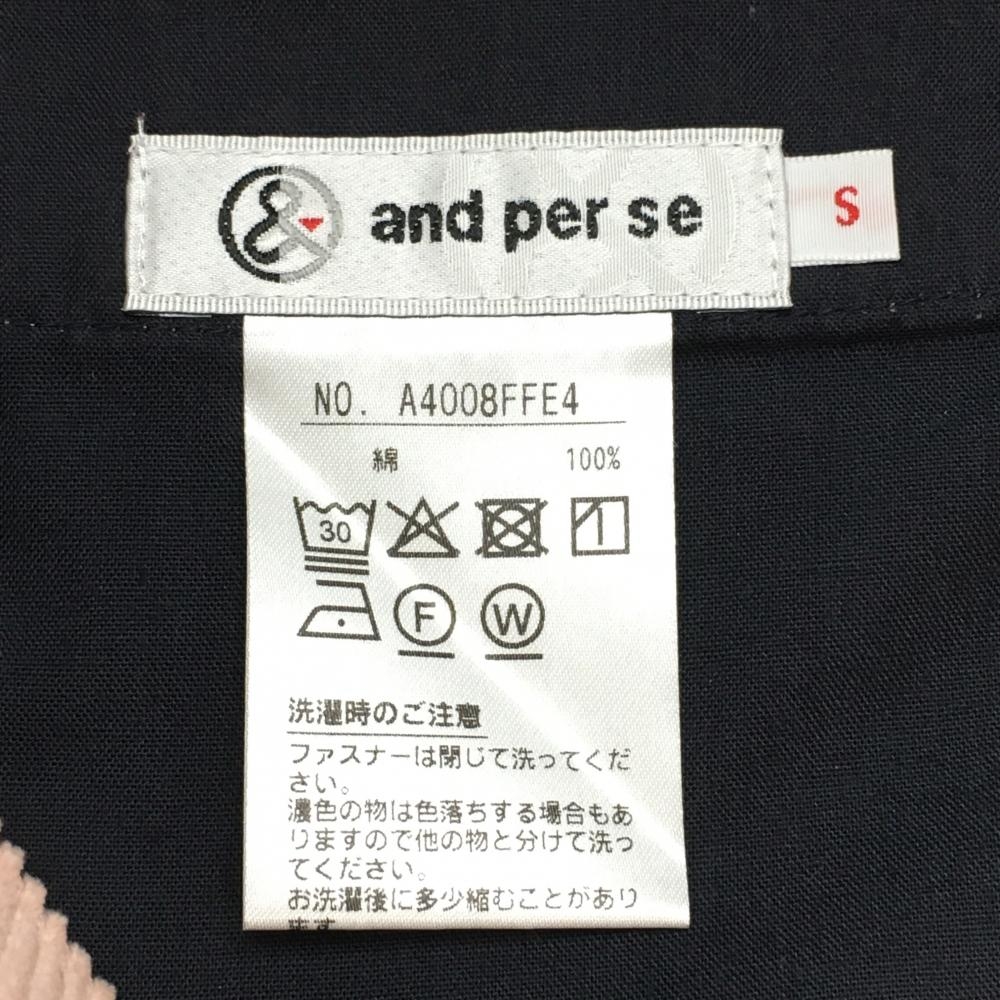 & and per se
S
NO. A4008FFE4
綿 100%
30
F W
洗濯時のご注意
ファスナーは閉じて洗ってくだ
さい。
濃色の物は色落ちする場合もあ
りますので他の物と分けて洗っ
てください。
お洗濯後に多少縮むことがあり
ます